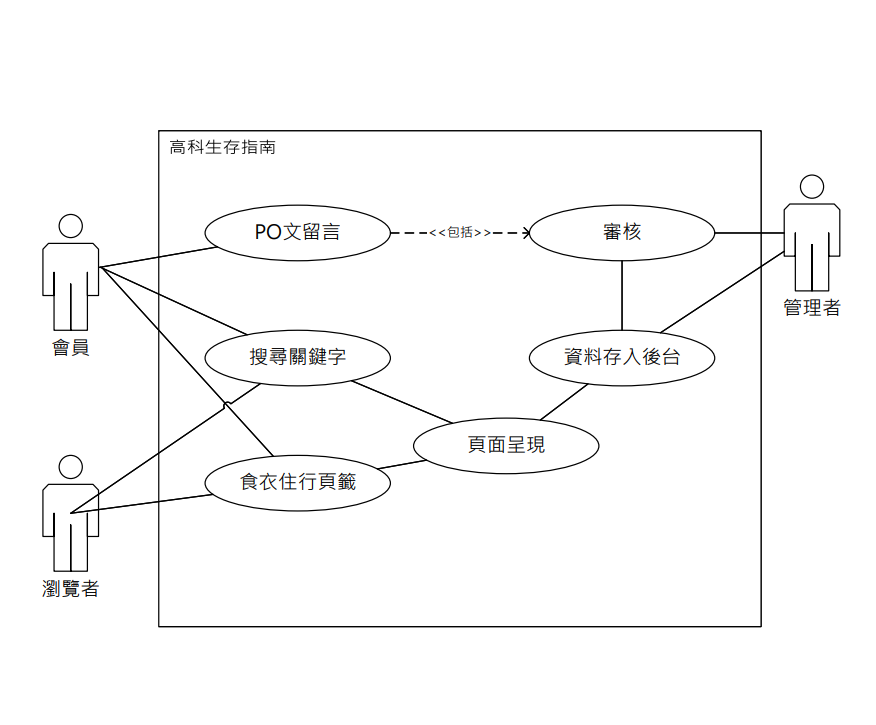 高科生存指南
PO文留言
<<包括>>
審核
管理者
會員
搜尋關鍵字
資料存入後台
頁面呈現
食衣住行頁籤
瀏覽者